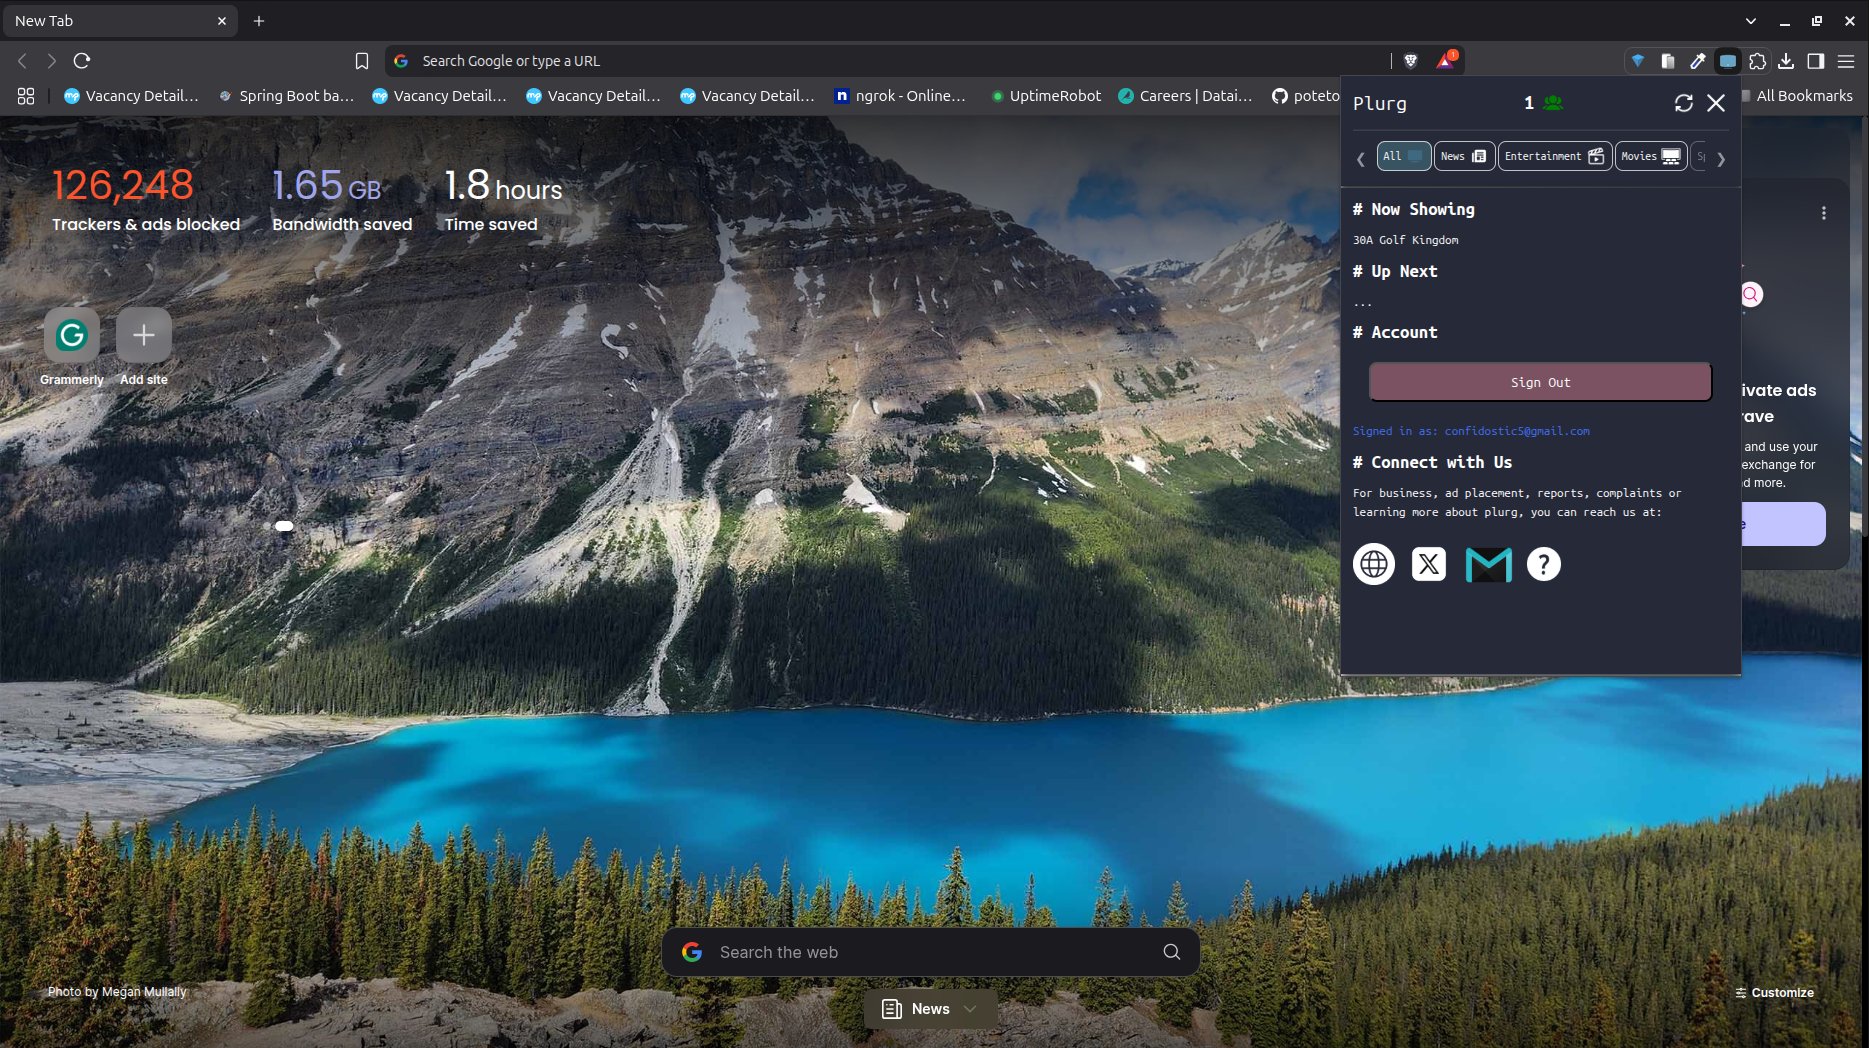 New Tab
Search Google or type a URL
1
Vacancy Detail...
Spring Boot ba...
Vacancy Detail...
Vacancy Detail...
Vacancy Detail...
ngrok - Online...
UptimeRobot
Careers | Datai...
poteto
All Bookmarks
126,248
Trackers & ads blocked
1.65 GB
Bandwidth saved
1.8 hours
Time saved
Grammerly
Add site
Plurg
1
All
News
Entertainment
Movies
# Now Showing
30A Golf Kingdom
# Up Next
...
# Account
Sign Out
Signed in as: confidostic5@gmail.com
# Connect with Us
For business, ad placement, reports, complaints or
learning more about plurg, you can reach us at:
ivate ads
rave
and use your
exchange for
d more.
Search the web
News
Photo by Megan Mullally
Customize